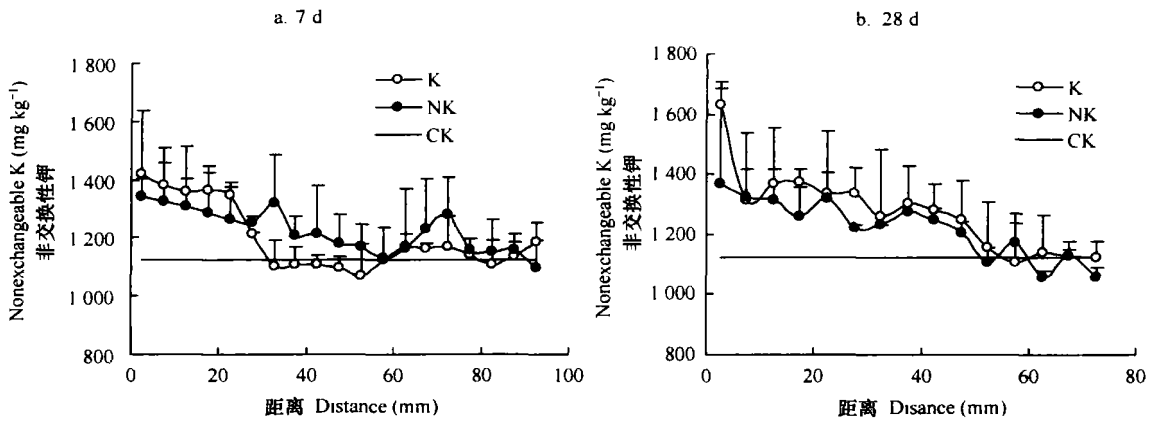 a. 7 d
1 800
1 600
1 400
1 200
1 000
800
Nonexchangeable K (mg kg⁻¹)
非交换性钾
K
NK
CK
0
20
40
60
80
100
距离 Distance (mm)
b. 28 d
1 800
1 600
1 400
1 200
1 000
800
Nonexchangeable K (mg kg⁻¹)
非交换性钾
K
NK
CK
0
20
40
60
80
距离 Disance (mm)